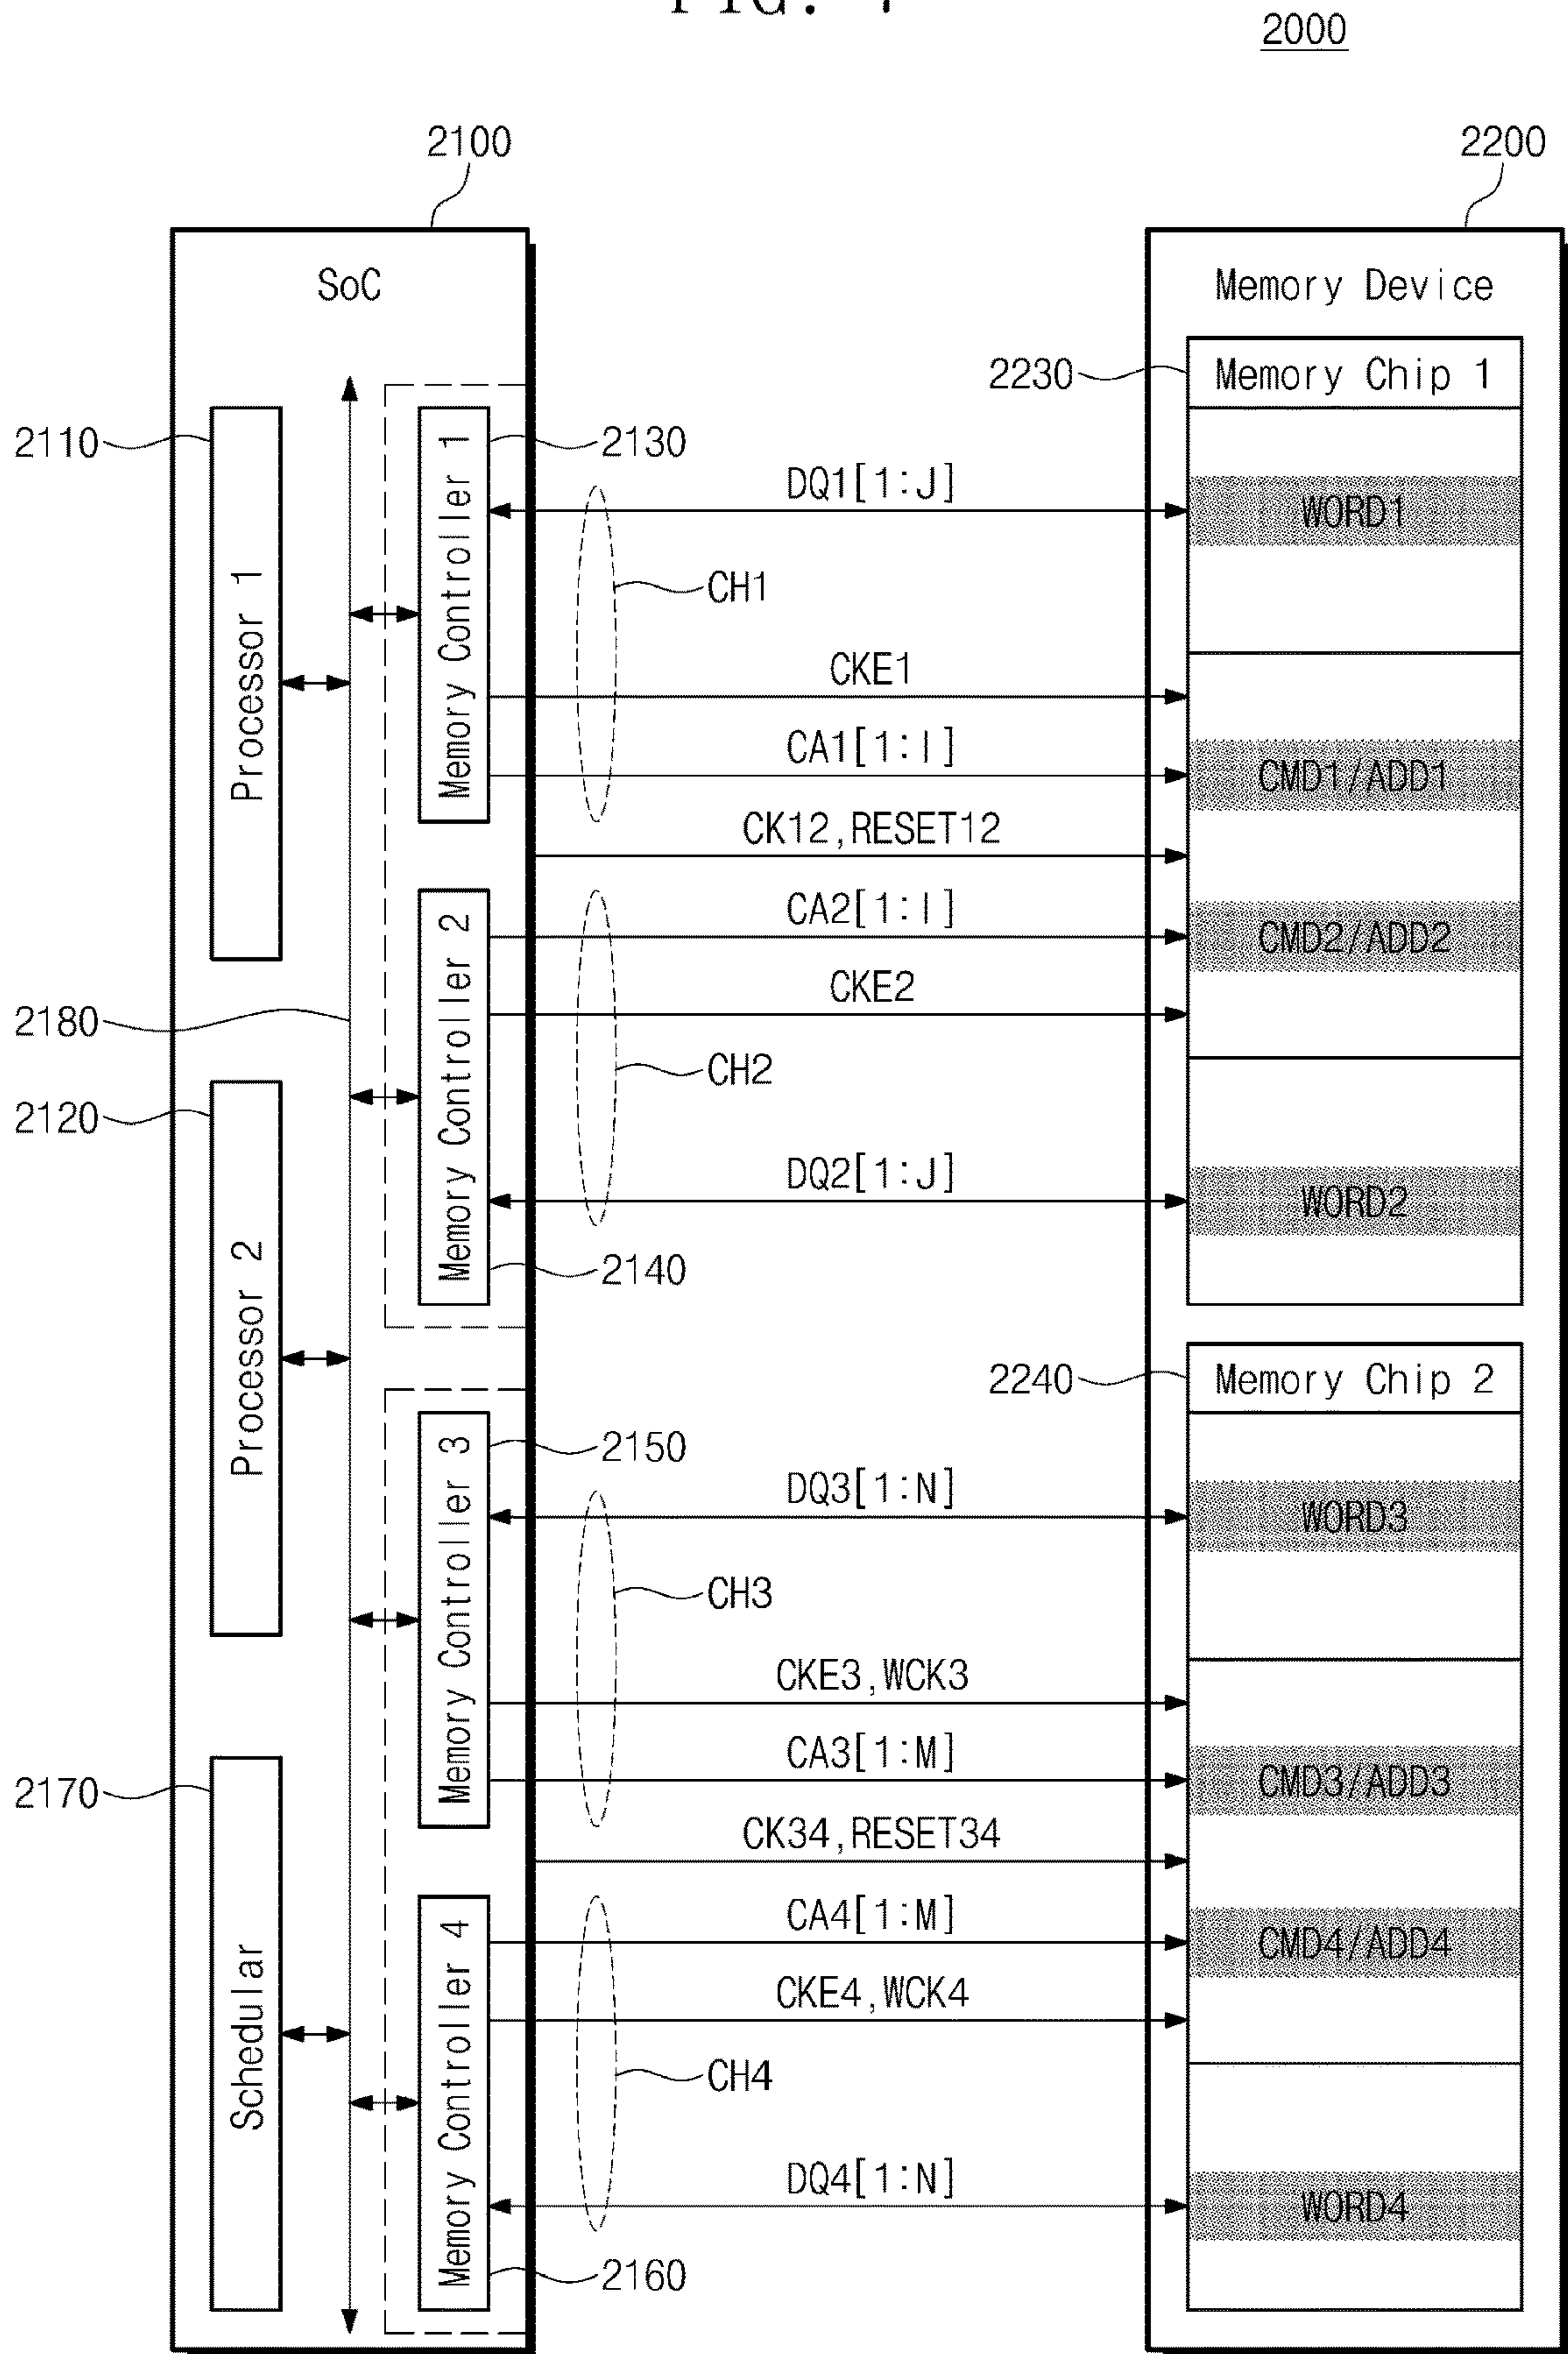 FIG. 7
2000
2100
2200
SoC
Memory Device
2230
Memory Chip 1
2110
Processor 1
Memory Controller 1
2130
DQ1[1:J]
WORD1
CH1
CKE1
CA1[1:I]
CMD1/ADD1
CK12,RESET12
CA2[1:I]
CMD2/ADD2
Memory Controller 2
CKE2
2180
CH2
2120
Processor 2
DQ2[1:J]
WORD2
2140
2240
Memory Chip 2
Memory Controller 3
2150
DQ3[1:N]
WORD3
CH3
CKE3,WCK3
CA3[1:M]
CMD3/ADD3
2170
Schedular
CK34,RESET34
CA4[1:M]
CMD4/ADD4
Memory Controller 4
CKE4,WCK4
CH4
DQ4[1:N]
WORD4
2160